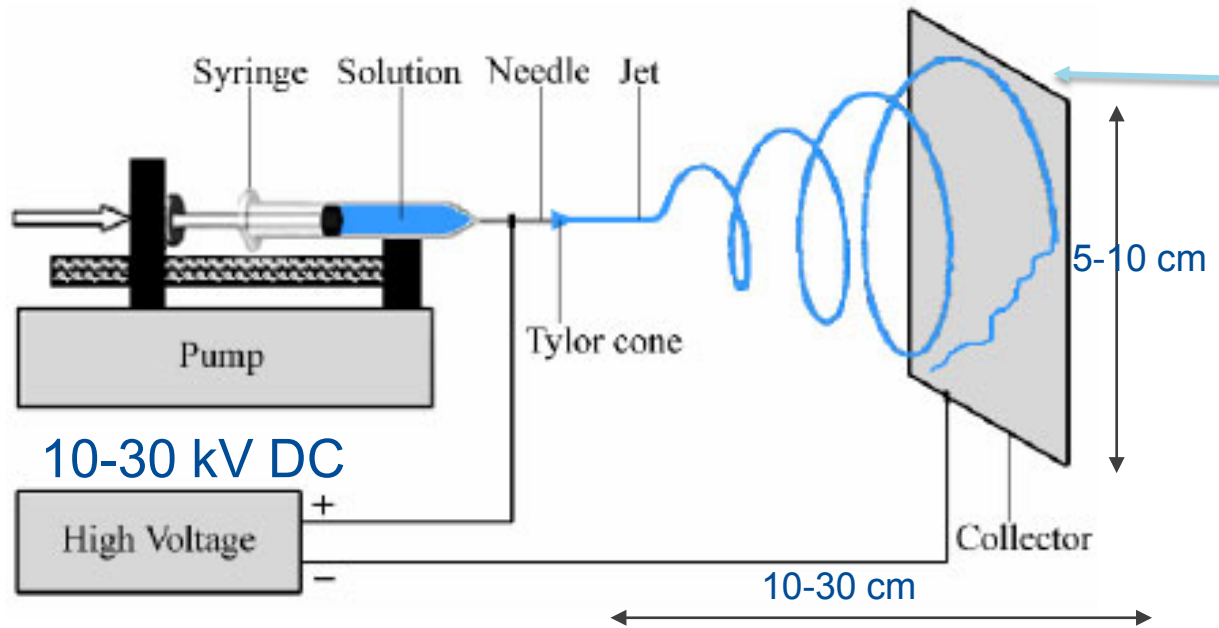 Syringe Solution Needle Jet
5-10 cm
Tylor cone
Pump
10-30 kV DC
+
High Voltage
−
Collector
10-30 cm